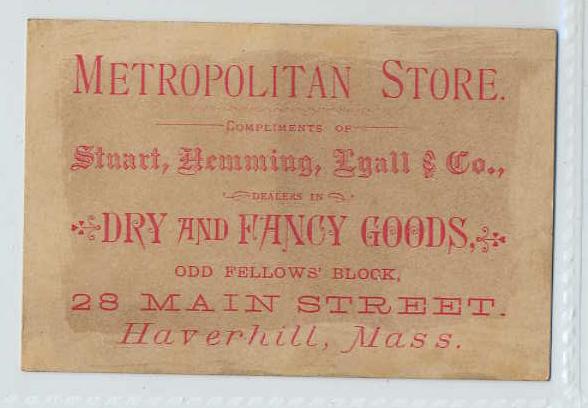 METROPOLITAN STORE.
COMPLIMENTS OF
Stuart, Hemming, Lyall & Co.,
DEALERS IN
DRY AND FANCY GOODS,
ODD FELLOWS' BLOCK,
28 MAIN STREET.
Haverhill, Mass.